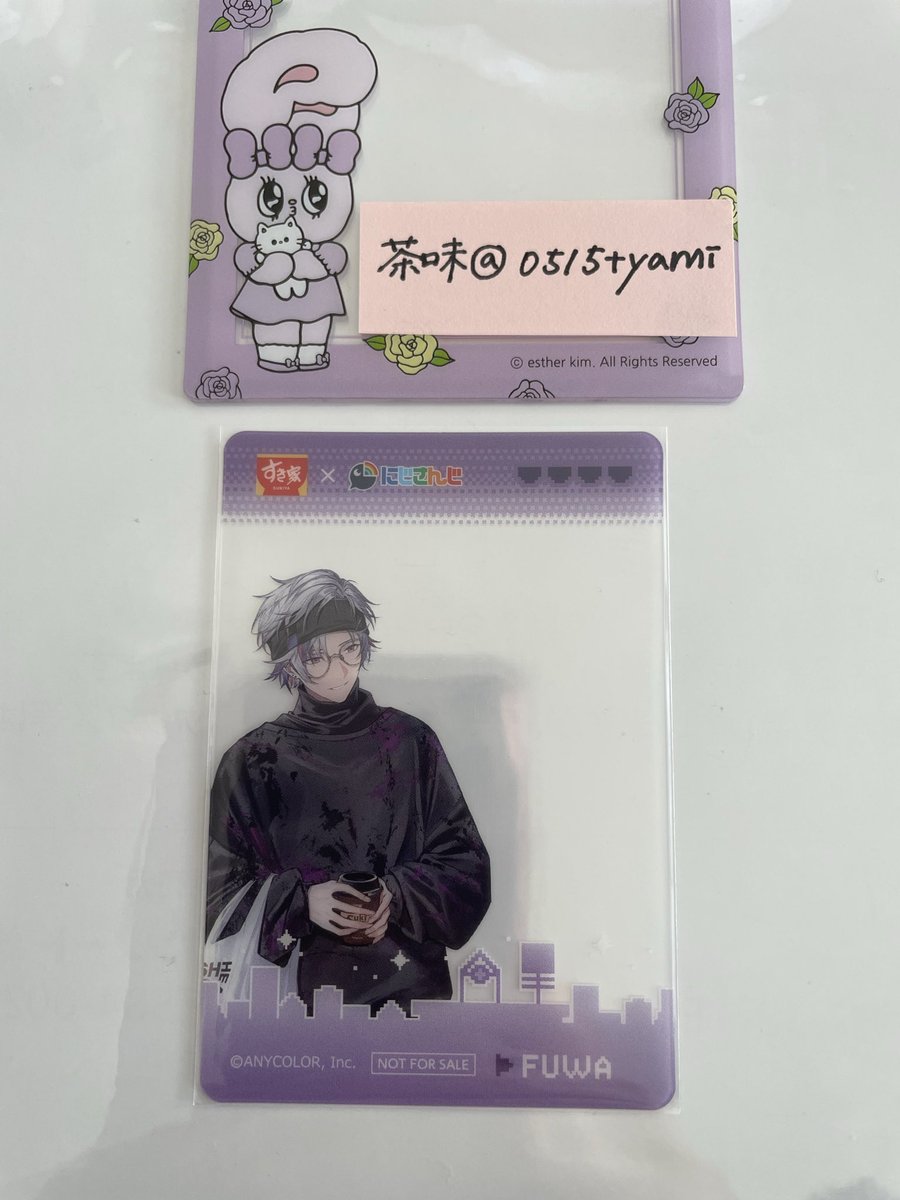 茶味@0515tyami
© esther kim. All Rights Reserved
すき家 SUKIYA × にじさんじ
©ANYCOLOR, Inc. NOT FOR SALE FUWA